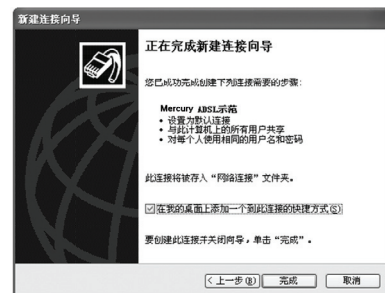 新建连接向导
正在完成新建连接向导
您已成功完成创建下列连接需要的步骤:
Mercury ADSL示范
• 设置为默认连接
• 与此计算机上的所有用户共享
• 对每个人使用相同的用户名和密码
此连接将被存入“网络连接”文件夹。
在我的桌面上添加一个到此连接的快捷方式(S)
要创建此连接并关闭向导,单击“完成”。
< 上一步(B) 完成 取消